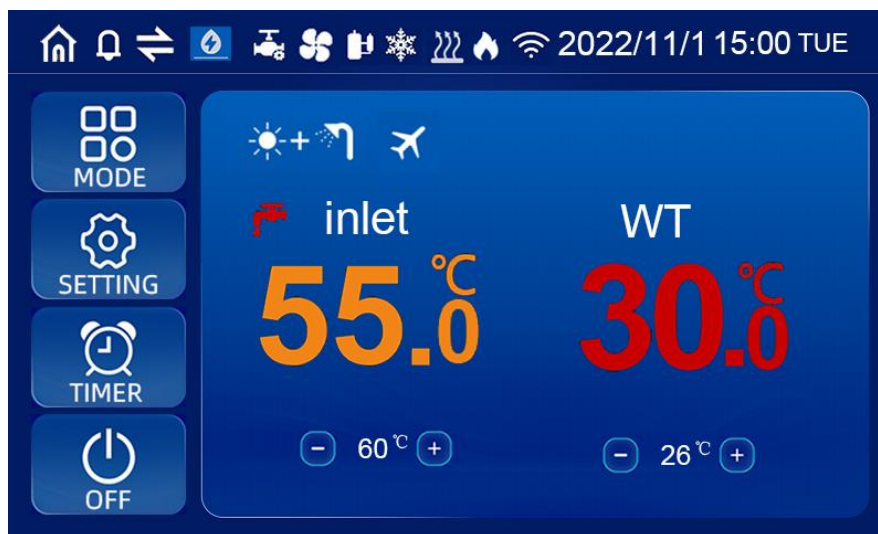 2022/11/1 15:00 TUE
MODE
SETTING
TIMER
OFF
inlet
WT
55.0°C
30.0°C
60°C
26°C